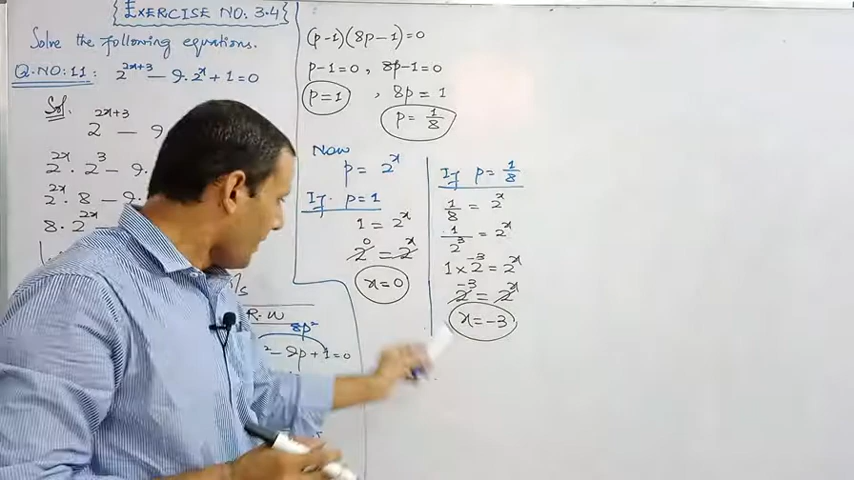 EXERCISE NO. 3.4
Solve the following equations.
Q.NO:11: 2^{2x+3} - 9.2^x + 1 = 0
Sol. 2^{2x+3} - 9
2^{2x} . 2^3 - 9.
2^{2x} . 8 - 9.
8.2^{2x}
R.W
8p²
² - 9p + 1 = 0
(p-1)(8p-1) = 0
p-1=0, 8p-1=0
p=1, 8p = 1
p = 1/8
Now
p = 2^x
If p = 1
1 = 2^x
2^0 = 2^x
x = 0
If p = 1/8
1/8 = 2^x
1/2^3 = 2^x
1 × 2^{-3} = 2^x
2^{-3} = 2^x
x = -3